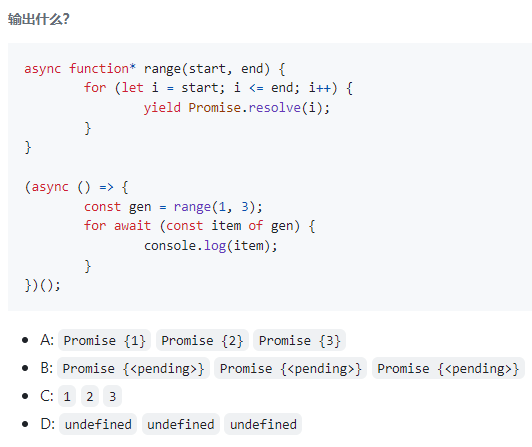 输出什么?
async function* range(start, end) {
for (let i = start; i <= end; i++) {
yield Promise.resolve(i);
}
}
(async () => {
const gen = range(1, 3);
for await (const item of gen) {
console.log(item);
}
})();
A: Promise {1} Promise {2} Promise {3}
B: Promise {<pending>} Promise {<pending>} Promise {<pending>}
C: 1 2 3
D: undefined undefined undefined